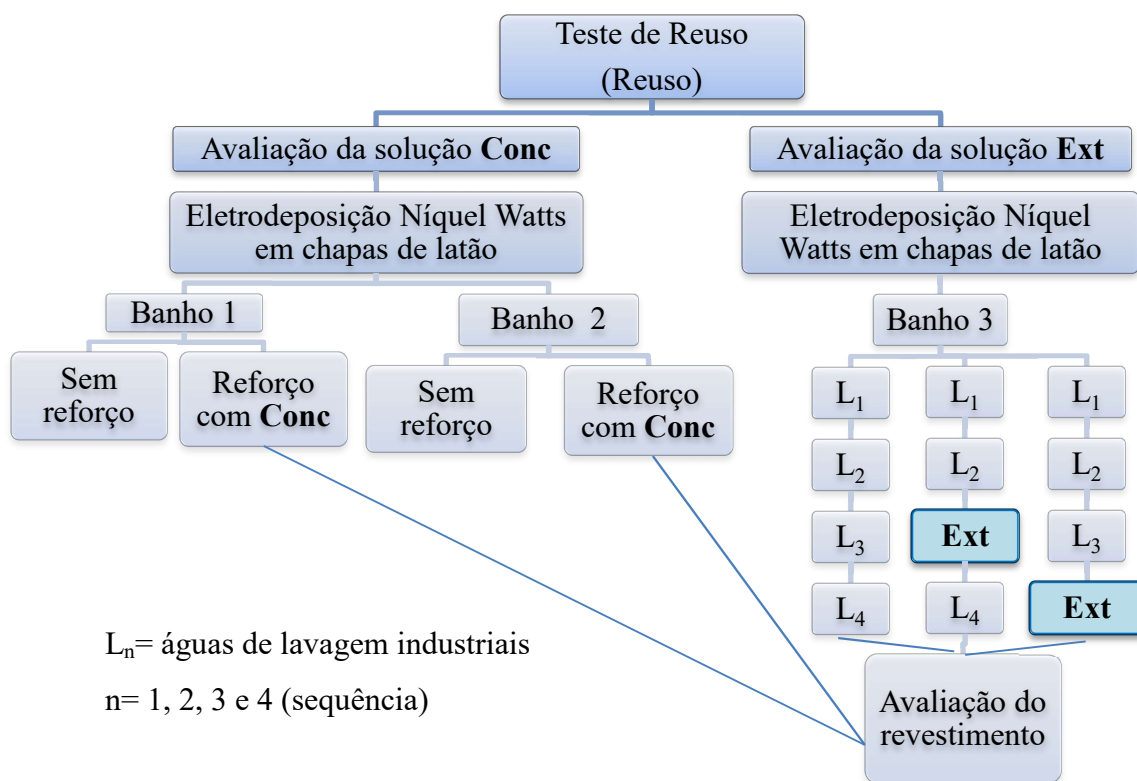 Teste de Reuso
(Reuso)
Avaliação da solução Conc
Avaliação da solução Ext
Eletrodeposição Níquel Watts
em chapas de latão
Eletrodeposição Níquel
Watts em chapas de latão
Banho 1
Banho 2
Banho 3
Sem
reforço
Reforço
com Conc
Sem
reforço
Reforço
com Conc
L₁
L₂
L₃
L₄
L₁
L₂
Ext
L₄
L₁
L₂
L₃
Ext
Lₙ= águas de lavagem industriais
n= 1, 2, 3 e 4 (sequência)
Avaliação do
revestimento